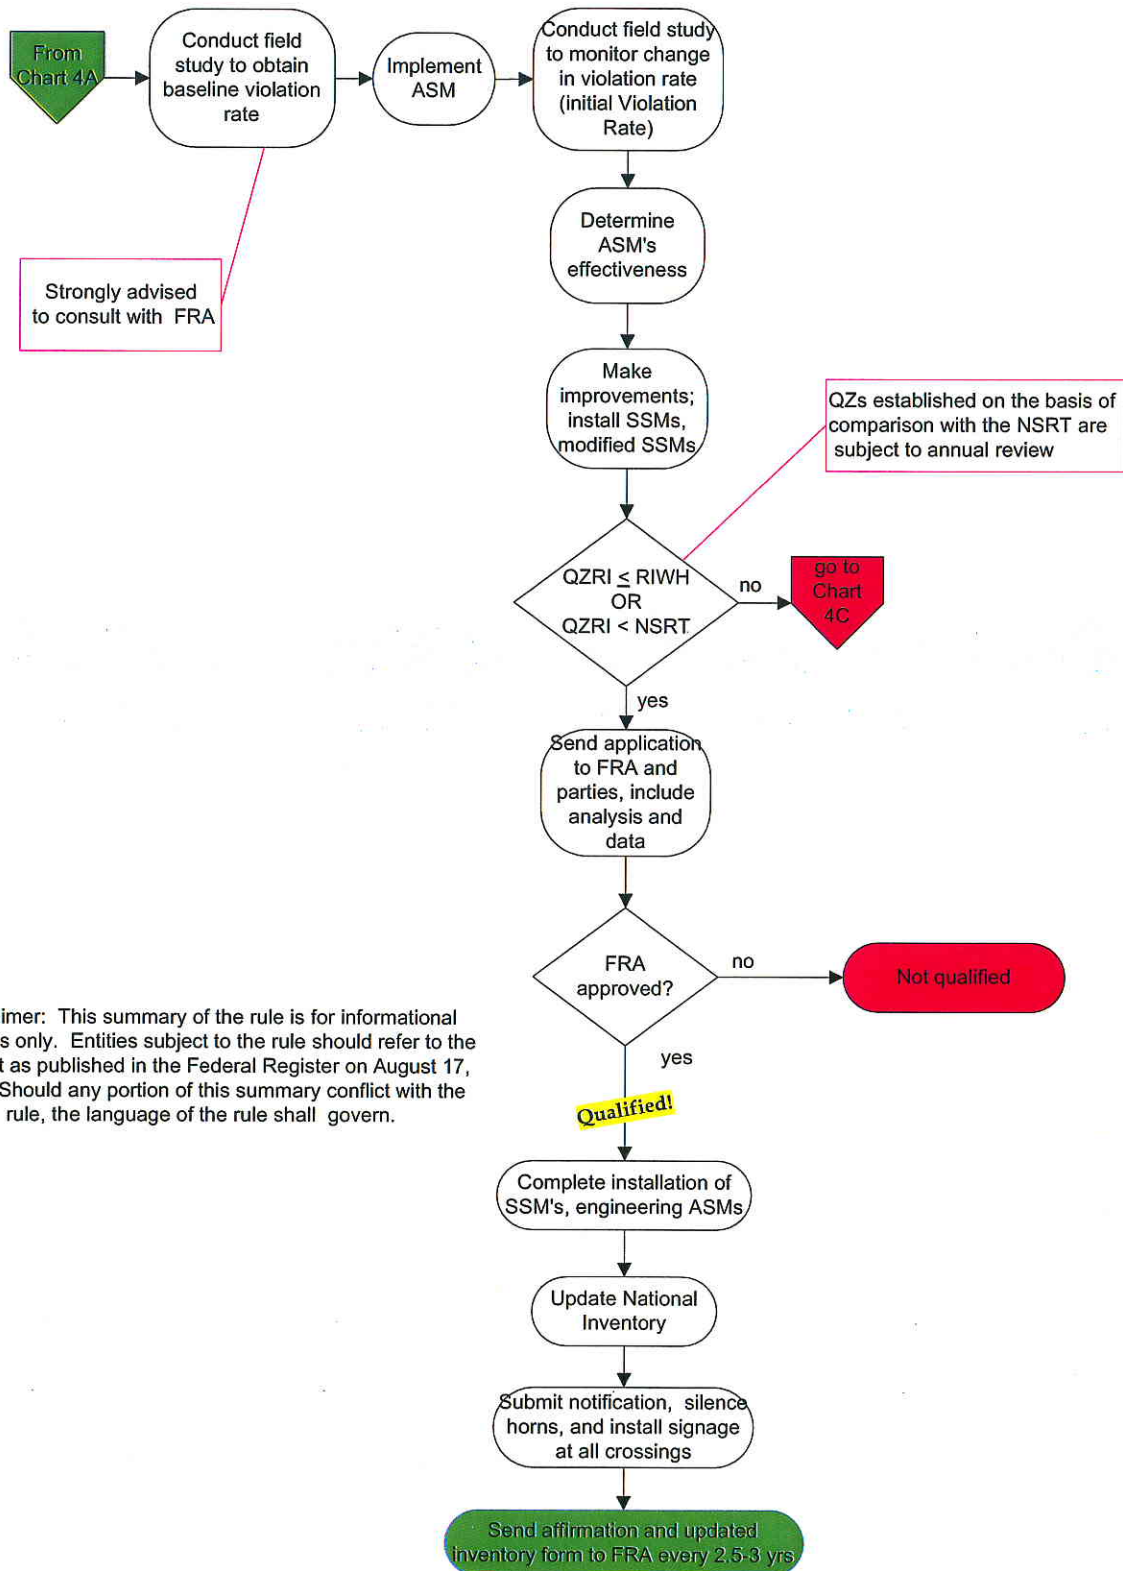 From
Chart 4A
Conduct field
study to obtain
baseline violation
rate
Implement
ASM
Conduct field study
to monitor change
in violation rate
(initial Violation
Rate)
Strongly advised
to consult with FRA
Determine
ASM's
effectiveness
Make
improvements;
install SSMs,
modified SSMs
QZs established on the basis of
comparison with the NSRT are
subject to annual review
QZRI ≤ RIWH
OR
QZRI < NSRT
no
go to
Chart
4C
yes
Send application
to FRA and
parties, include
analysis and
data
FRA
approved?
no
Not qualified
imer: This summary of the rule is for informational
s only. Entities subject to the rule should refer to the
t as published in the Federal Register on August 17,
Should any portion of this summary conflict with the
rule, the language of the rule shall govern.
yes
Qualified!
Complete installation of
SSM's, engineering ASMs
Update National
Inventory
Submit notification, silence
horns, and install signage
at all crossings
Send affirmation and updated
inventory form to FRA every 2.5-3 yrs